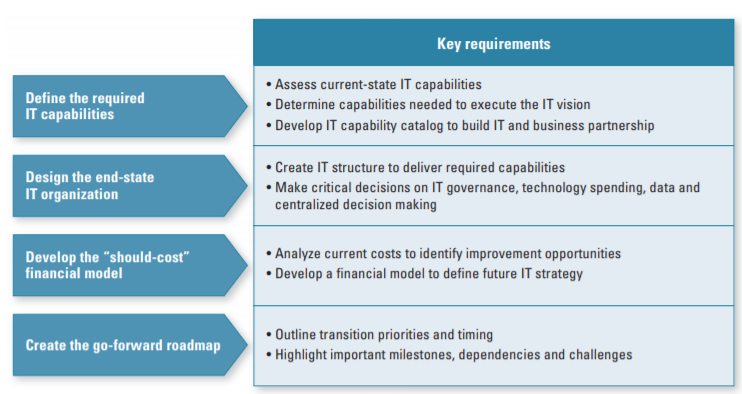 Key requirements
Define the required
IT capabilities
• Assess current-state IT capabilities
• Determine capabilities needed to execute the IT vision
• Develop IT capability catalog to build IT and business partnership
Design the end-state
IT organization
• Create IT structure to deliver required capabilities
• Make critical decisions on IT governance, technology spending, data and
centralized decision making
Develop the “should-cost”
financial model
• Analyze current costs to identify improvement opportunities
• Develop a financial model to define future IT strategy
Create the go-forward roadmap
• Outline transition priorities and timing
• Highlight important milestones, dependencies and challenges